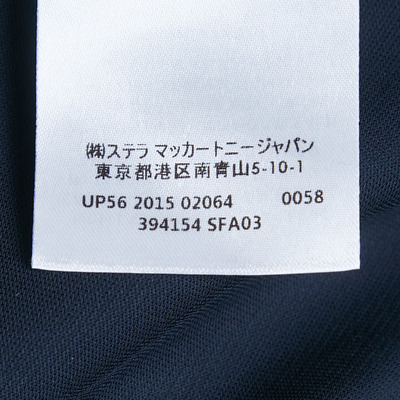 ㈱ステラ マッカートニージャパン
東京都港区南青山5-10-1
UP56 2015 02064 0058
394154 SFA03